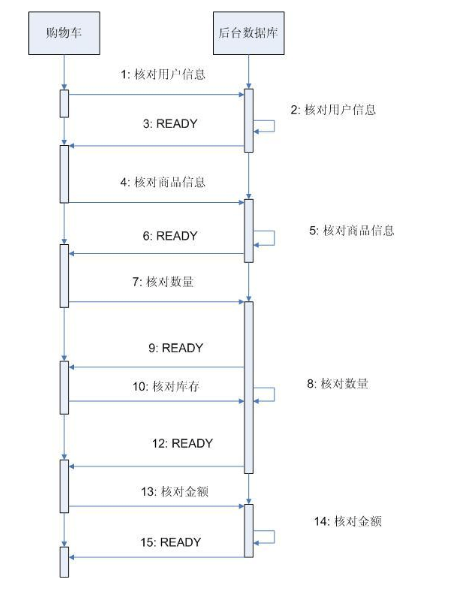 购物车
后台数据库
1: 核对用户信息
2: 核对用户信息
3: READY
4: 核对商品信息
5: 核对商品信息
6: READY
7: 核对数量
9: READY
8: 核对数量
10: 核对库存
12: READY
13: 核对金额
14: 核对金额
15: READY